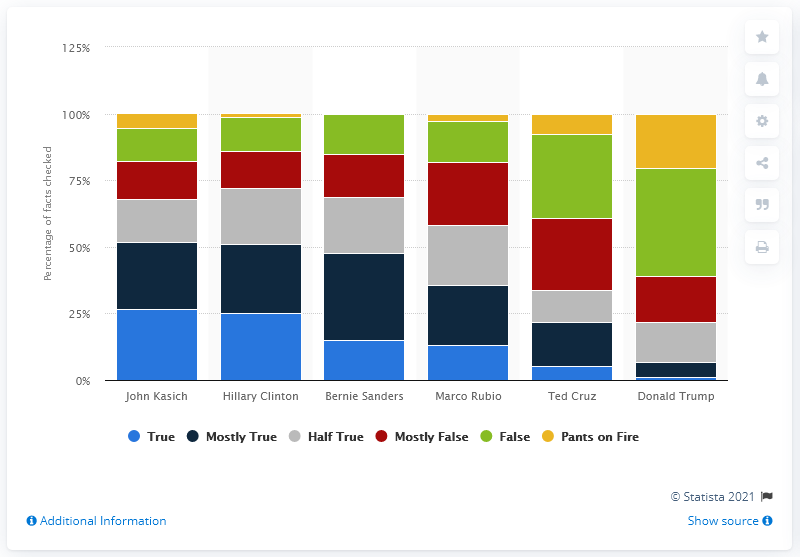 125%
100%
75%
50%
25%
0%
Percentage of facts checked
John Kasich
Hillary Clinton
Bernie Sanders
Marco Rubio
Ted Cruz
Donald Trump
True Mostly True Half True Mostly False False Pants on Fire
© Statista 2021
Additional Information
Show source